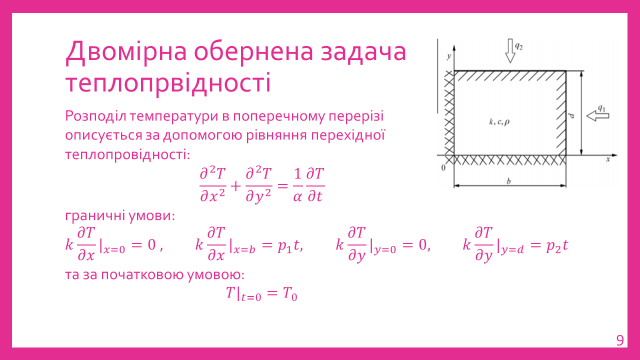 Двомірна обернена задача
теплопрвідності
Розподіл температури в поперечному перерізі
описується за допомогою рівняння перехідної
теплопровідності:
∂²T/∂x² + ∂²T/∂y² = 1/α ∂T/∂t
граничні умови:
k ∂T/∂x |ₓ₌₀ = 0 , k ∂T/∂x |ₓ₌b = p₁t, k ∂T/∂y |y₌₀ = 0, k ∂T/∂y |y₌d = p₂t
та за початковою умовою:
T|t₌₀ = T₀
q₂
y
q₁
k, c, ρ
d
0
x
b
9